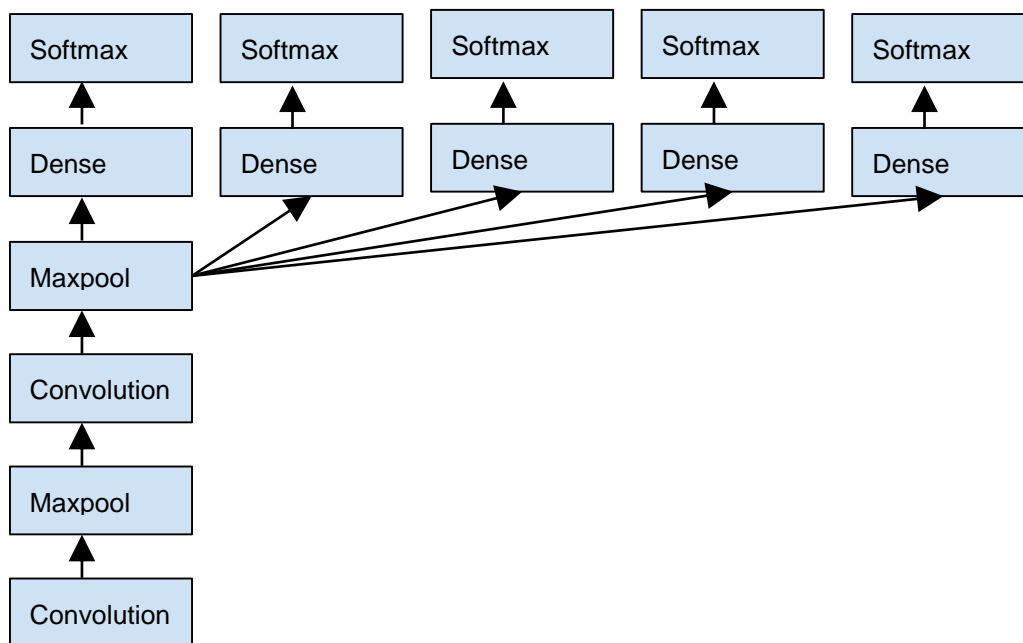 Softmax
Softmax
Softmax
Softmax
Softmax
Dense
Dense
Dense
Dense
Dense
Maxpool
Convolution
Maxpool
Convolution